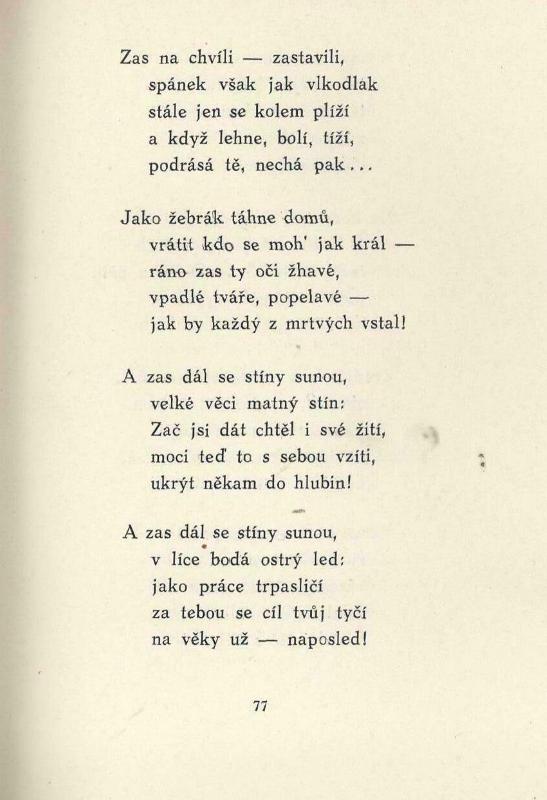 Zas na chvíli — zastavili,
spánek však jak vlkodlak
stále jen se kolem plíží
a když lehne, bolí, tíží,
podrásá tě, nechá pak...
Jako žebrák táhne domů,
vrátit kdo se moh' jak král —
ráno zas ty oči žhavé,
vpadlé tváře, popelavé —
jak by každý z mrtvých vstal!
A zas dál se stíny sunou,
velké věci matný stín:
Zač jsi dát chtěl i své žití,
moci teď to s sebou vzíti,
ukrýt někam do hlubin!
A zas dál se stíny sunou,
v líce bodá ostrý led:
jako práce trpasličí
za tebou se cíl tvůj tyčí
na věky už — naposled!
77